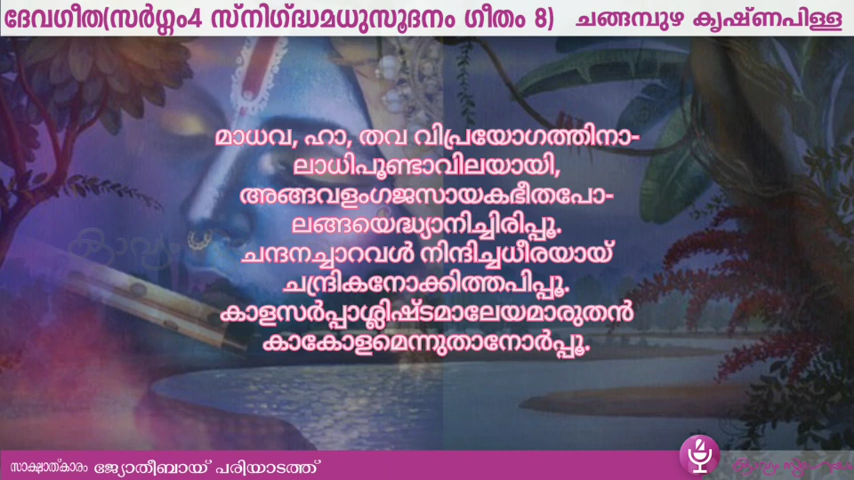 ദേവഗീത(സർഗ്ഗം4 സ്നിഗ്ദ്ധമധുസൂദനം ഗീതം 8) ചങ്ങമ്പുഴ കൃഷ്ണപിള്ള
മാധവ, ഹാ, തവ വിപ്രയോഗത്തിനാ-
ലാധിപൂണ്ടാവിലയായി,
അങ്ങവളംഗജസായകഭീതപോ-
ലങ്ങയെദ്ധ്യാനിച്ചിരിപ്പൂ.
ചന്ദനച്ചാറവൾ നിന്ദിച്ചധീരയായ്
ചന്ദ്രികനോക്കിത്തപിപ്പൂ.
കാളസർപ്പാശ്ലിഷ്ടമാലേയമാരുതൻ
കാകോളമെന്നുതാനോർപ്പൂ.
സാക്ഷാത്കാരം ജ്യോതീബായ് പരിയാടത്ത്